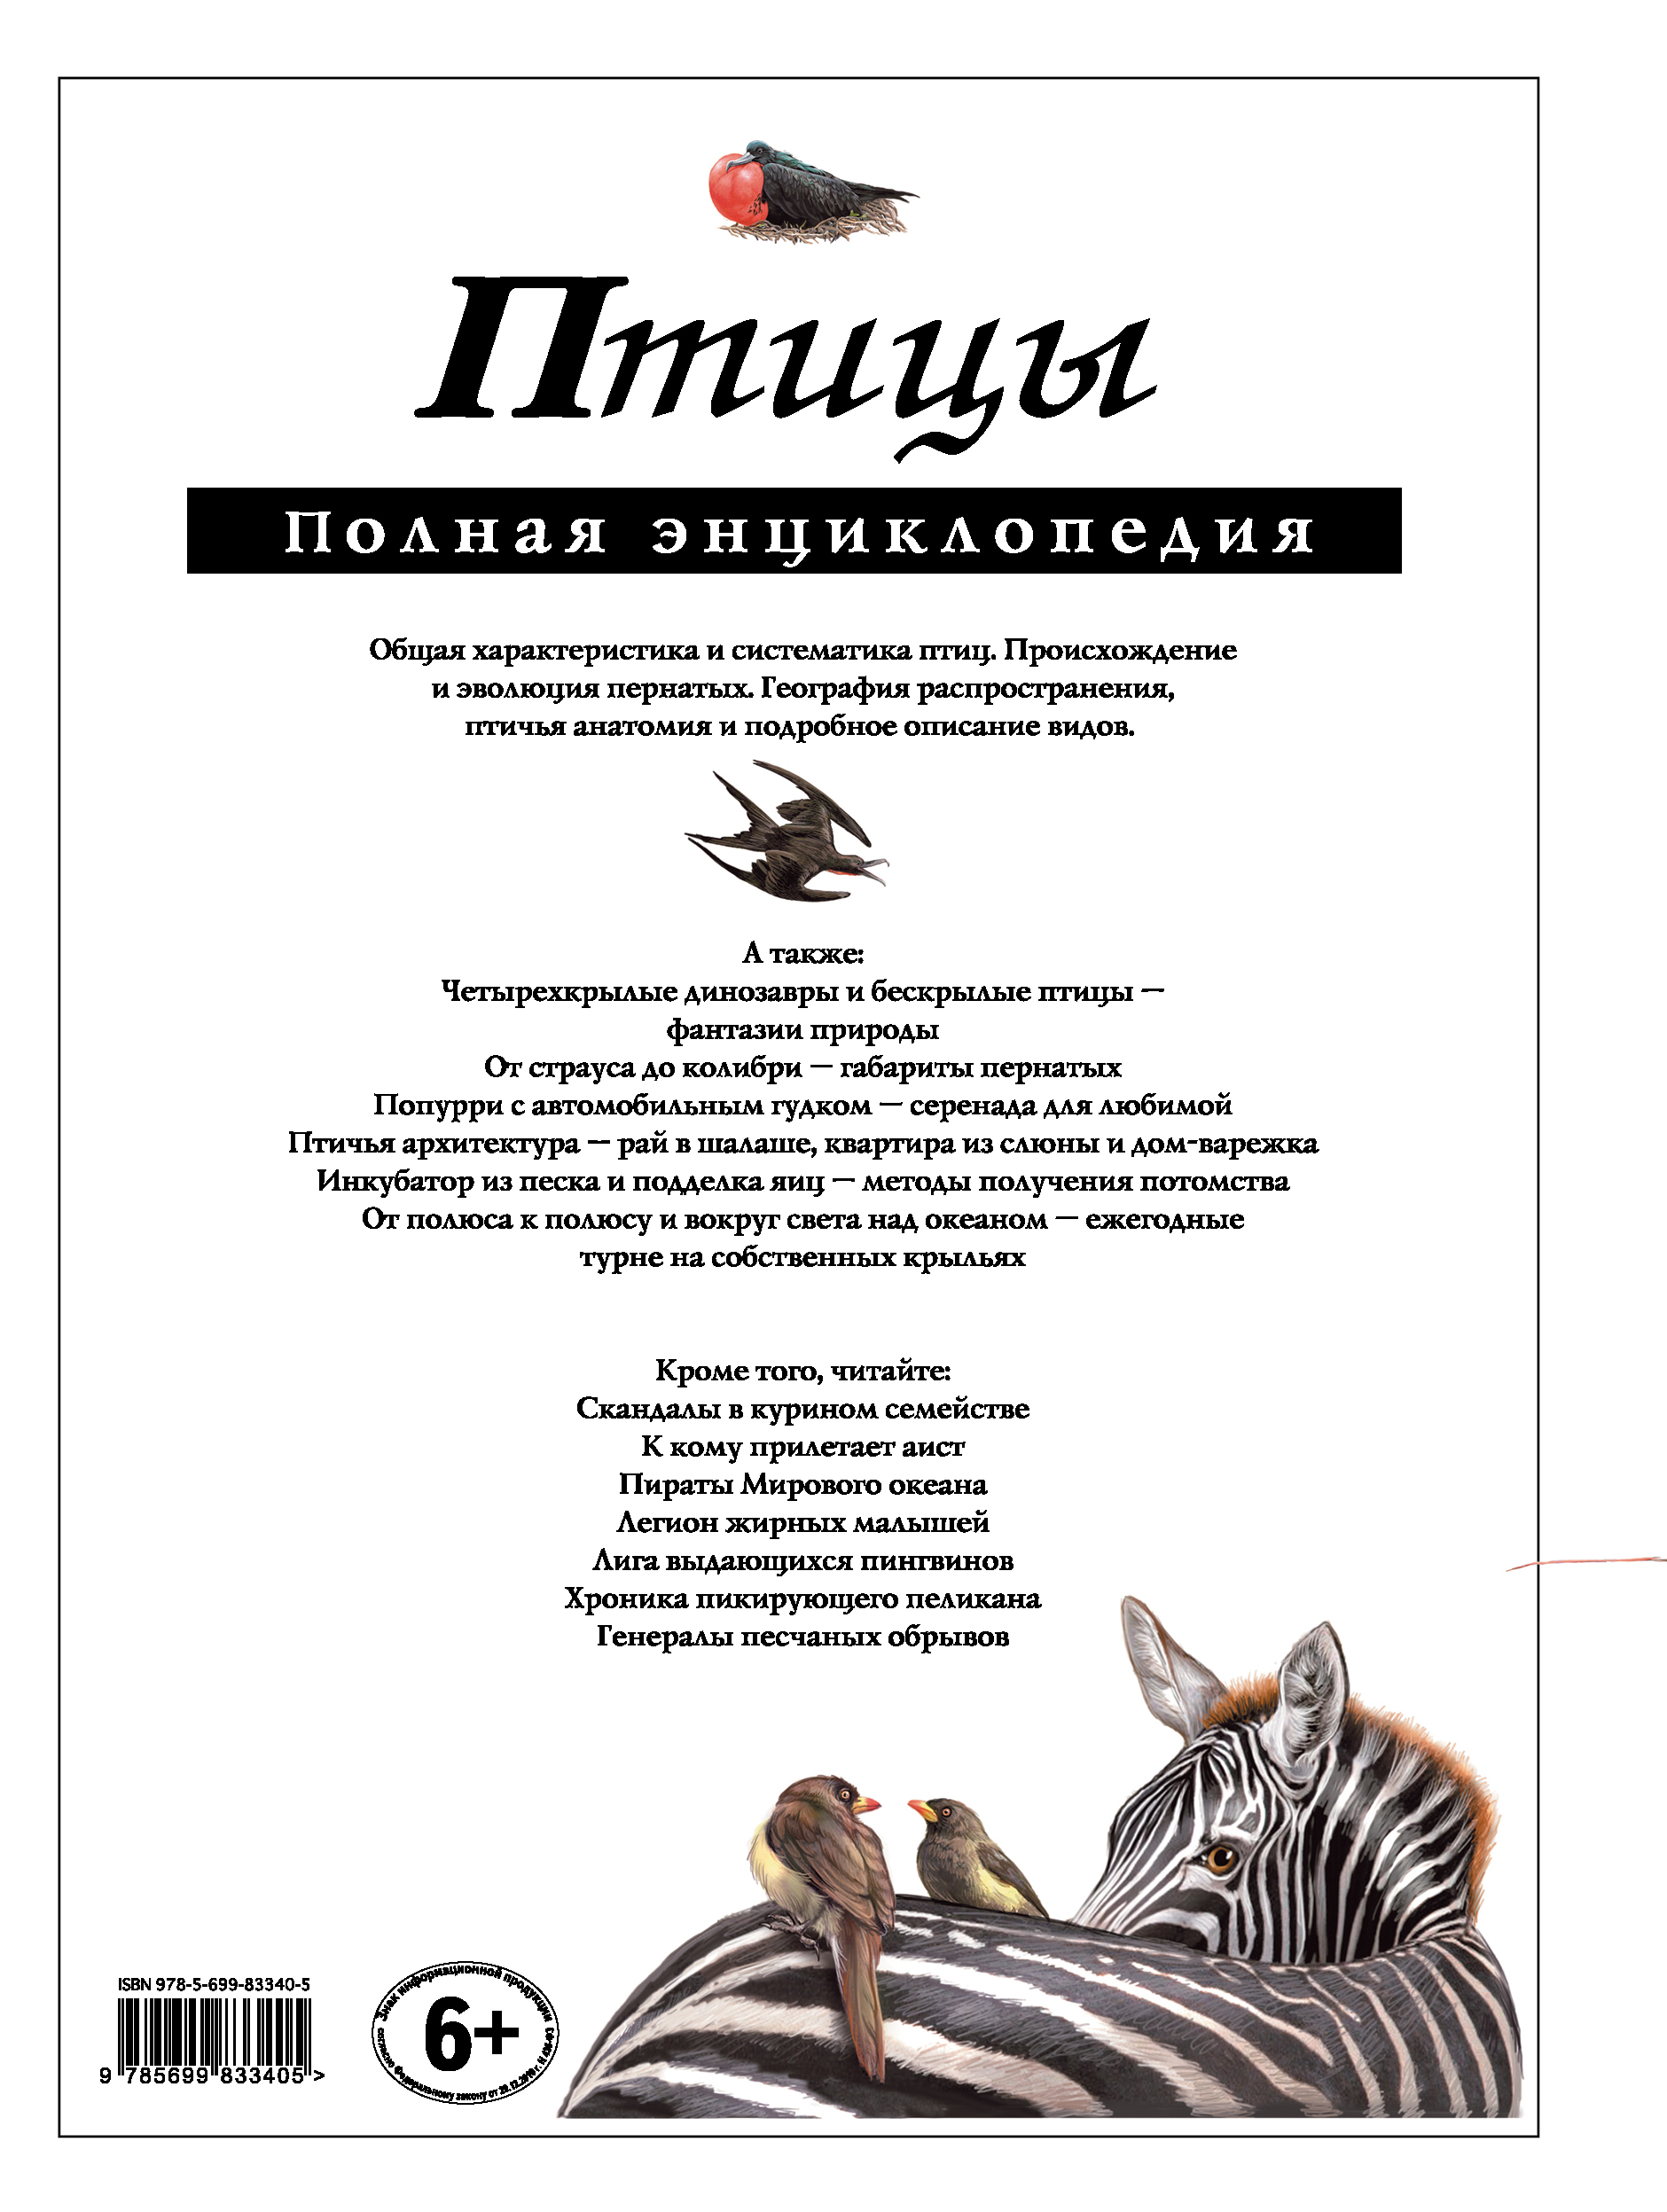 Птицы
Полная энциклопедия
Общая характеристика и систематика птиц. Происхождение
и эволюция пернатых. География распространения,
птичья анатомия и подробное описание видов.
А также:
Четырехкрылые динозавры и бескрылые птицы —
фантазии природы
От страуса до колибри — габариты пернатых
Попурри с автомобильным гудком — серенада для любимой
Птичья архитектура — рай в шалаше, квартира из слюны и дом-варежка
Инкубатор из песка и подделка яиц — методы получения потомства
От полюса к полюсу и вокруг света над океаном — ежегодные
турне на собственных крыльях
Кроме того, читайте:
Скандалы в курином семействе
К кому прилетает аист
Пираты Мирового океана
Легион жирных малышей
Лига выдающихся пингвинов
Хроника пикирующего пеликана
Генералы песчаных обрывов
ISBN 978-5-699-83340-5
9 785699 833405 >
Знак информационной продукции
6+
согласно Федеральному закону от 29.12.2010 г. N 436-ФЗ